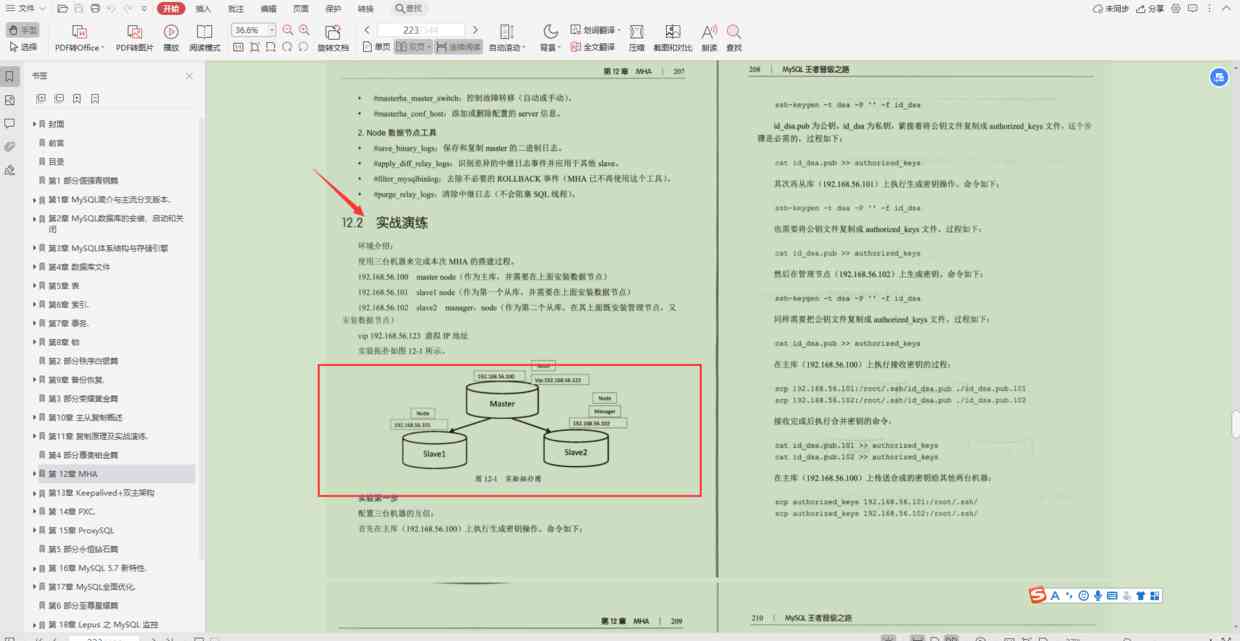 文件
开始
插入
批注
编辑
页面
保护
转换
查找
未同步
分享
手型
选择
PDF转Office
PDF转图片
播放
阅读模式
36.6%
旋转文档
223
单页
双页
连续阅读
自动滚动
背景
划词翻译
全文翻译
压缩
截图和对比
朗读
查找
书签
封面
前言
目录
第1 部分倔强青铜篇
第1章 MySQL简介与主流分支版本.
第2章 MySQL数据库的安装、启动和关
闭
第3章 MySQL体系结构与存储引擎
第4章 数据库文件
第5章 表
第6章 索引.
第7章 事务.
第8章 锁
第2 部分秩序白银篇
第9章 备份恢复.
第3 部分荣耀黄金篇
第10章 主从复制概述
第11章 复制原理及实战演练.
第4 部分尊贵铂金篇
第 12章 MHA
第13章 Keepalived+双主架构
第 14章 PXC.
第 15章 ProxySQL
第5 部分永恒钻石篇
第 16章 MySQL 5.7 新特性.
第17章 MySQL全面优化.
第6 部分至尊星耀篇
第 18章 Lepus 之 MySQL 监控
第 12 章 MHA | 207
• #masterha_master_switch：控制故障转移（自动或手动）。
• #masterha_conf_host：添加或删除配置的 server 信息。
2. Node 数据节点工具
• #save_binary_logs：保存和复制 master 的二进制日志。
• #apply_diff_relay_logs：识别差异的中继日志事件并应用于其他 slave。
• #filter_mysqlbinlog：去除不必要的 ROLLBACK 事件（MHA 已不再使用这个工具）。
• #purge_relay_logs：清除中继日志（不会阻塞 SQL 线程）。
12.2 实战演练
环境介绍：
使用三台机器来完成本次 MHA 的搭建过程。
192.168.56.100 master node（作为主库，并需要在上面安装数据节点）
192.168.56.101 slave1 node（作为第一个从库，并需要在上面安装数据节点）
192.168.56.102 slave2 manager，node（作为第二个从库，在其上面既安装管理节点，又
安装数据节点）
vip 192.168.56.123 虚拟 IP 地址
实验拓扑如图 12-1 所示。
Node
192.168.56.100
Vip:192.168.56.123
Master
Node
192.168.56.101
Slave1
Node
Manager
192.168.56.102
Slave2
图 12-1 实验拓扑图
实验第一步
配置三台机器的互信：
首先在主库（192.168.56.100）上执行生成密钥操作，命令如下：
208 | MySQL 王者晋级之路
ssh-keygen -t dsa -P '' -f id_dsa
id_dsa.pub 为公钥，id_dsa 为私钥，紧接着将公钥文件复制成 authorized_keys 文件，这个步
骤是必需的，过程如下：
cat id_dsa.pub >> authorized_keys
其次再从库（192.168.56.101）上执行生成密钥操作，命令如下：
ssh-keygen -t dsa -P '' -f id_dsa
也需要将公钥文件复制成 authorized_keys 文件，过程如下：
cat id_dsa.pub >> authorized_keys
然后在管理节点（192.168.56.102）上生成密钥，命令如下：
ssh-keygen -t dsa -P '' -f id_dsa
同样需要把公钥文件复制成 authorized_keys 文件，过程如下：
cat id_dsa.pub >> authorized_keys
在主库（192.168.56.100）上执行接收密钥的过程：
scp 192.168.56.101:/root/.ssh/id_dsa.pub ./id_dsa.pub.101
scp 192.168.56.102:/root/.ssh/id_dsa.pub ./id_dsa.pub.102
接收完成后执行合并密钥的命令：
cat id_dsa.pub.101 >> authorized_keys
cat id_dsa.pub.102 >> authorized_keys
在主库（192.168.56.100）上传送合成的密钥给其他两台机器：
scp authorized_keys 192.168.56.101:/root/.ssh/
scp authorized_keys 192.168.56.102:/root/.ssh/
第 12 章 MHA | 209
210 | MySQL 王者晋级之路